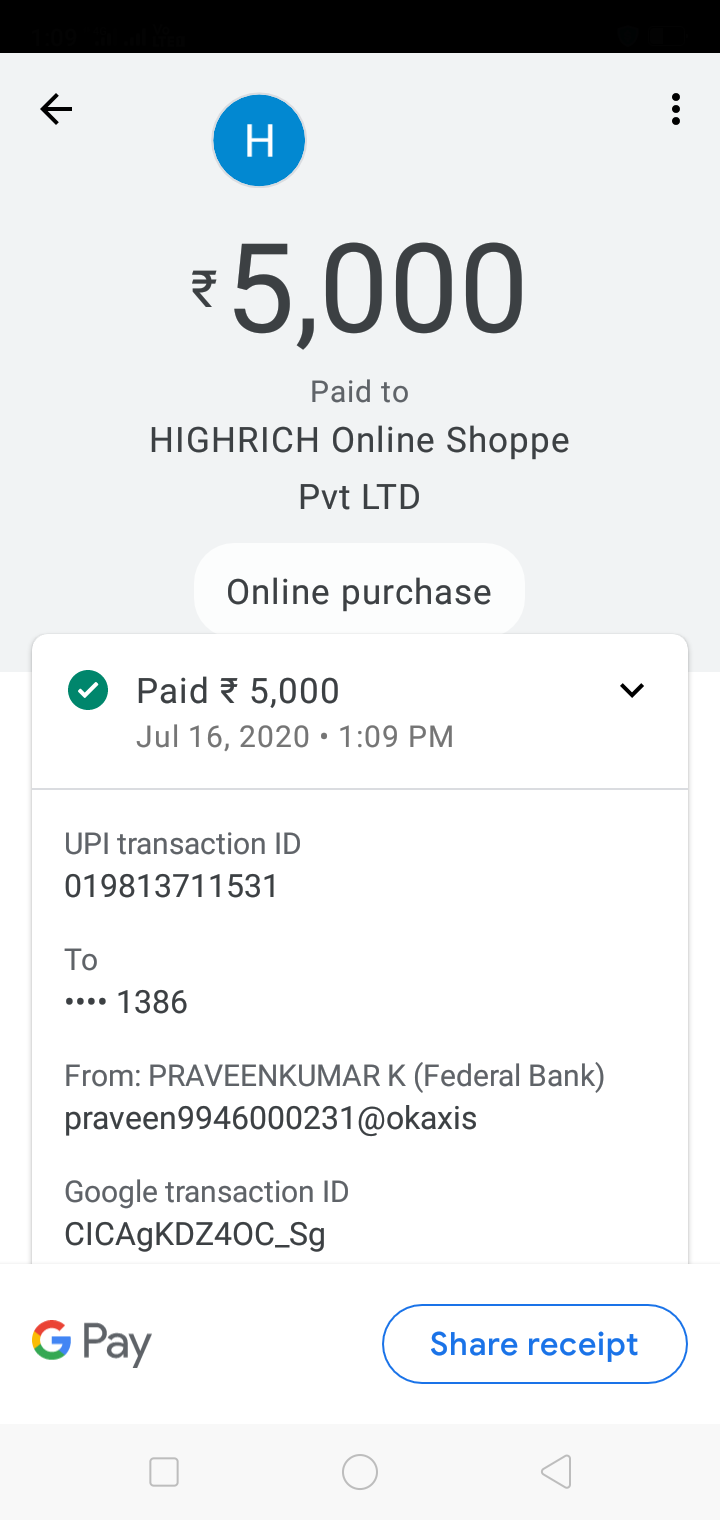 H
₹5,000
Paid to
HIGHRICH Online Shoppe
Pvt LTD
Online purchase
Paid ₹ 5,000
Jul 16, 2020 • 1:09 PM
UPI transaction ID
019813711531
To
•••• 1386
From: PRAVEENKUMAR K (Federal Bank)
praveen9946000231@okaxis
Google transaction ID
CICAgKDZ4OC_Sg
G Pay
Share receipt